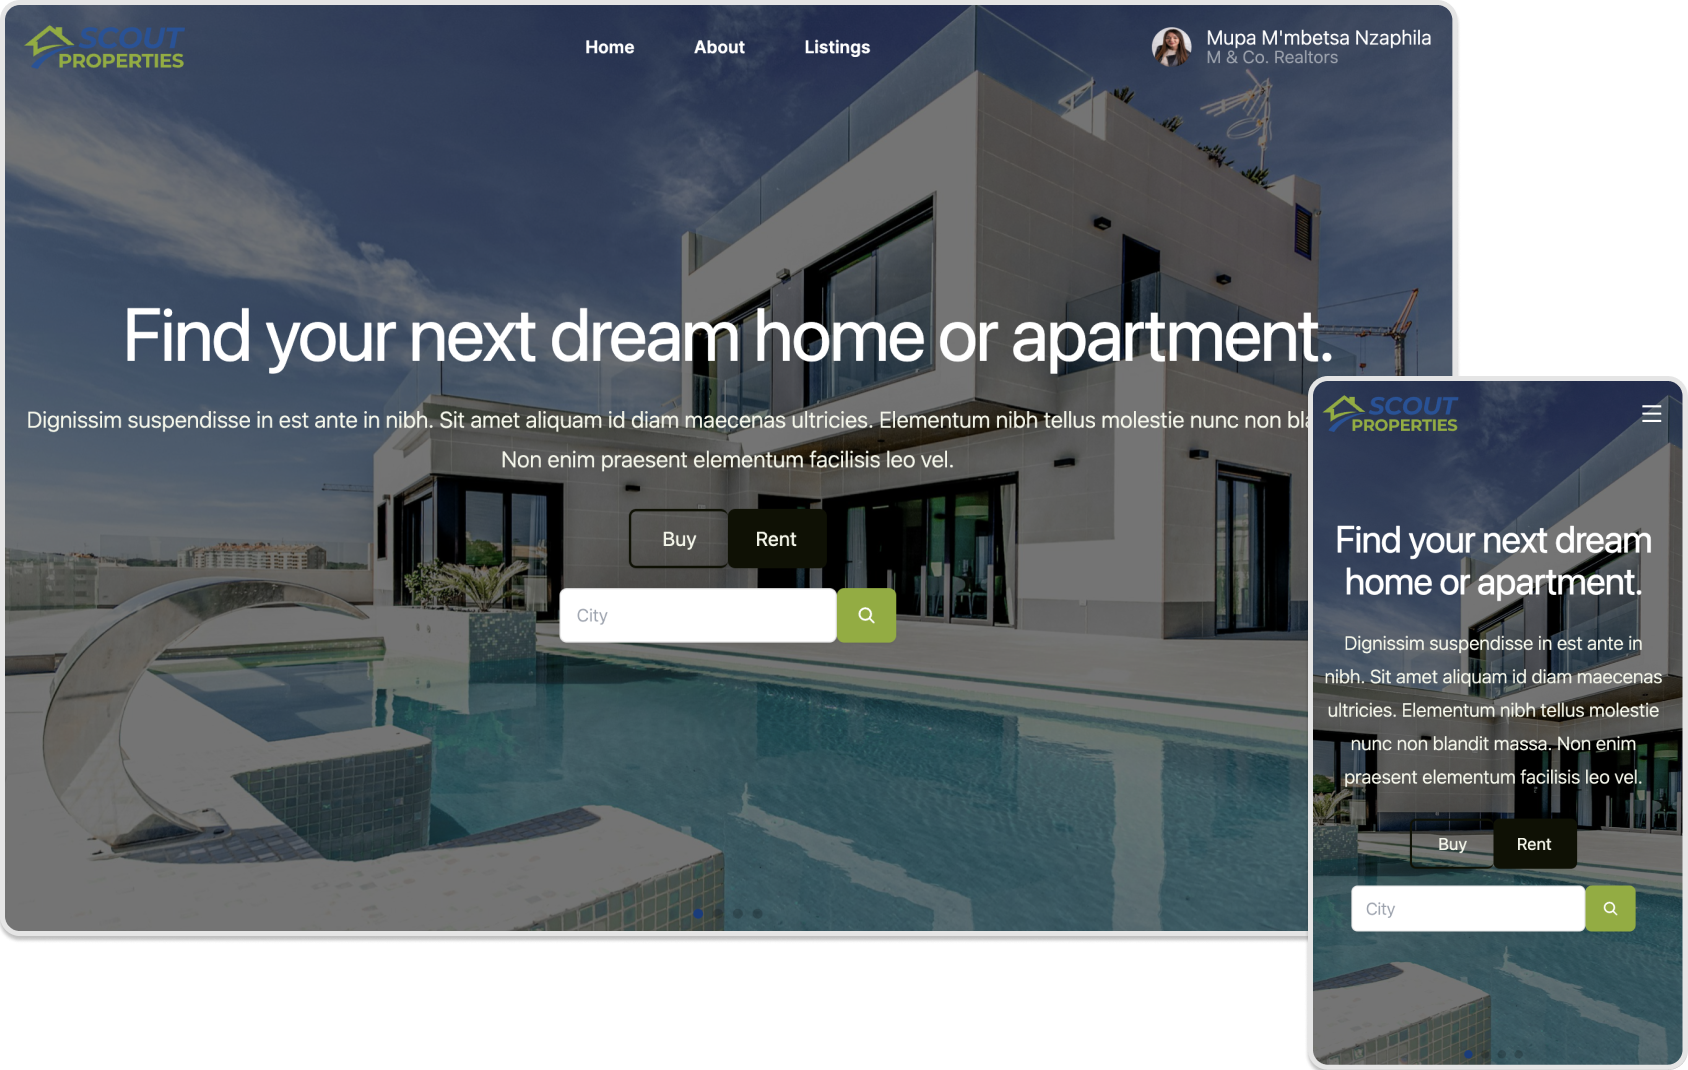 SCOUT
PROPERTIES
Home
About
Listings
Mupa M'mbetsa Nzaphila
M & Co. Realtors
Find your next dream home or apartment.
Dignissim suspendisse in est ante in nibh. Sit amet aliquam id diam maecenas ultricies. Elementum nibh tellus molestie nunc non
Non enim praesent elementum facilisis leo vel.
Buy
Rent
City
SCOUT
PROPERTIES
Find your next dream
home or apartment.
Dignissim suspendisse in est ante in
nibh. Sit amet aliquam id diam maecenas
ultricies. Elementum nibh tellus molestie
nunc non blandit massa. Non enim
praesent elementum facilisis leo vel.
Buy
Rent
City